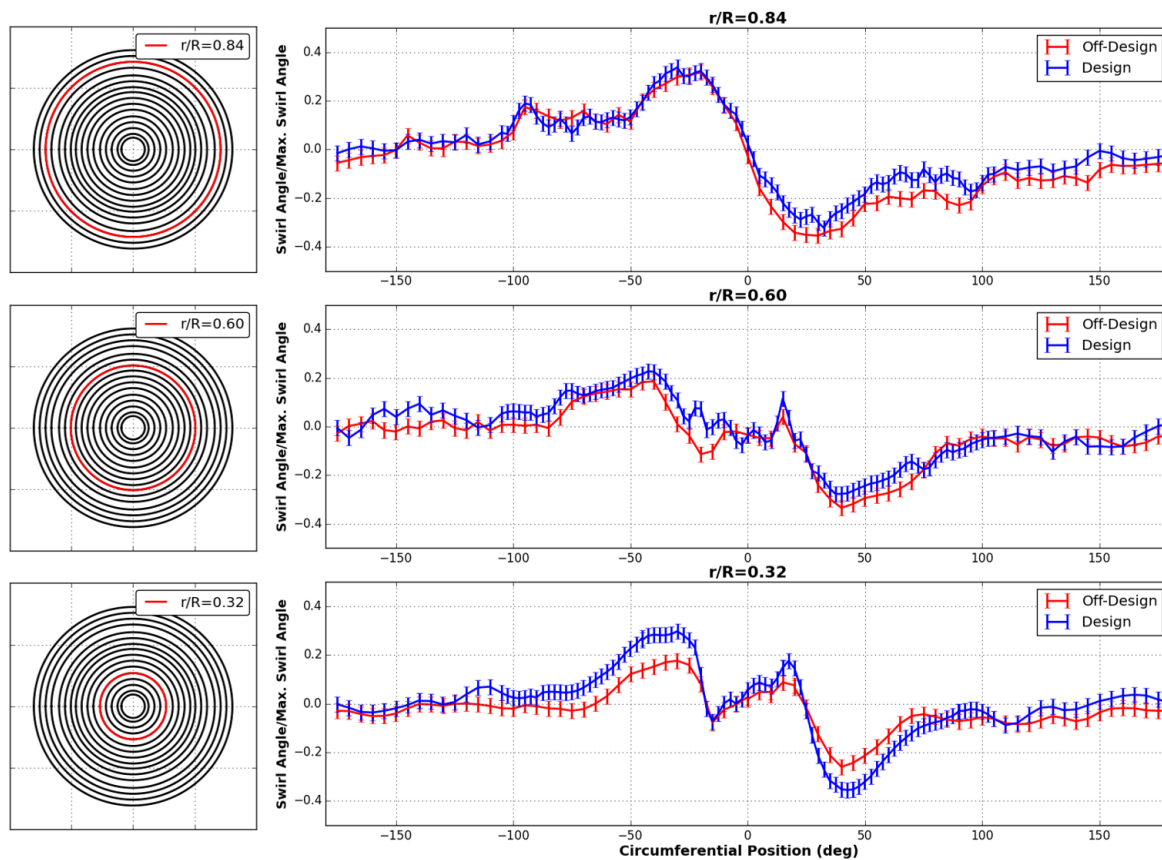 r/R=0.84
r/R=0.84
Off-Design
Design
Swirl Angle/Max. Swirl Angle
0.4
0.2
0.0
−0.2
−0.4
−150
−100
−50
0
50
100
150
r/R=0.60
r/R=0.60
Off-Design
Design
Swirl Angle/Max. Swirl Angle
0.4
0.2
0.0
−0.2
−0.4
−150
−100
−50
0
50
100
150
r/R=0.32
r/R=0.32
Off-Design
Design
Swirl Angle/Max. Swirl Angle
0.4
0.2
0.0
−0.2
−0.4
−150
−100
−50
0
50
100
150
Circumferential Position (deg)